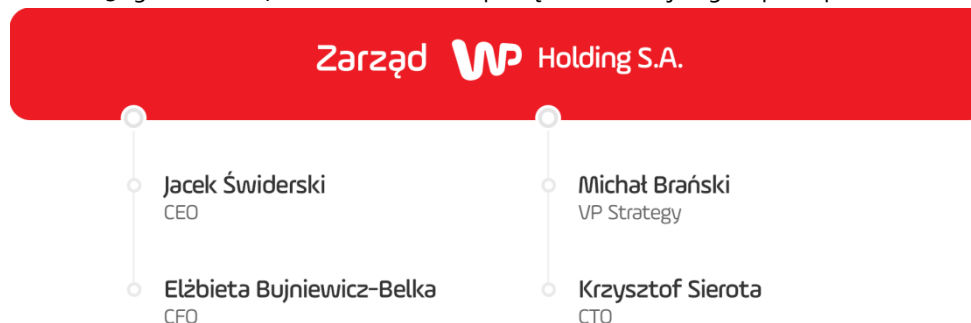 Zarząd WP Holding S.A.
Jacek Świderski
CEO
Elżbieta Bujniewicz-Belka
CFO
Michał Brański
VP Strategy
Krzysztof Sierota
CTO